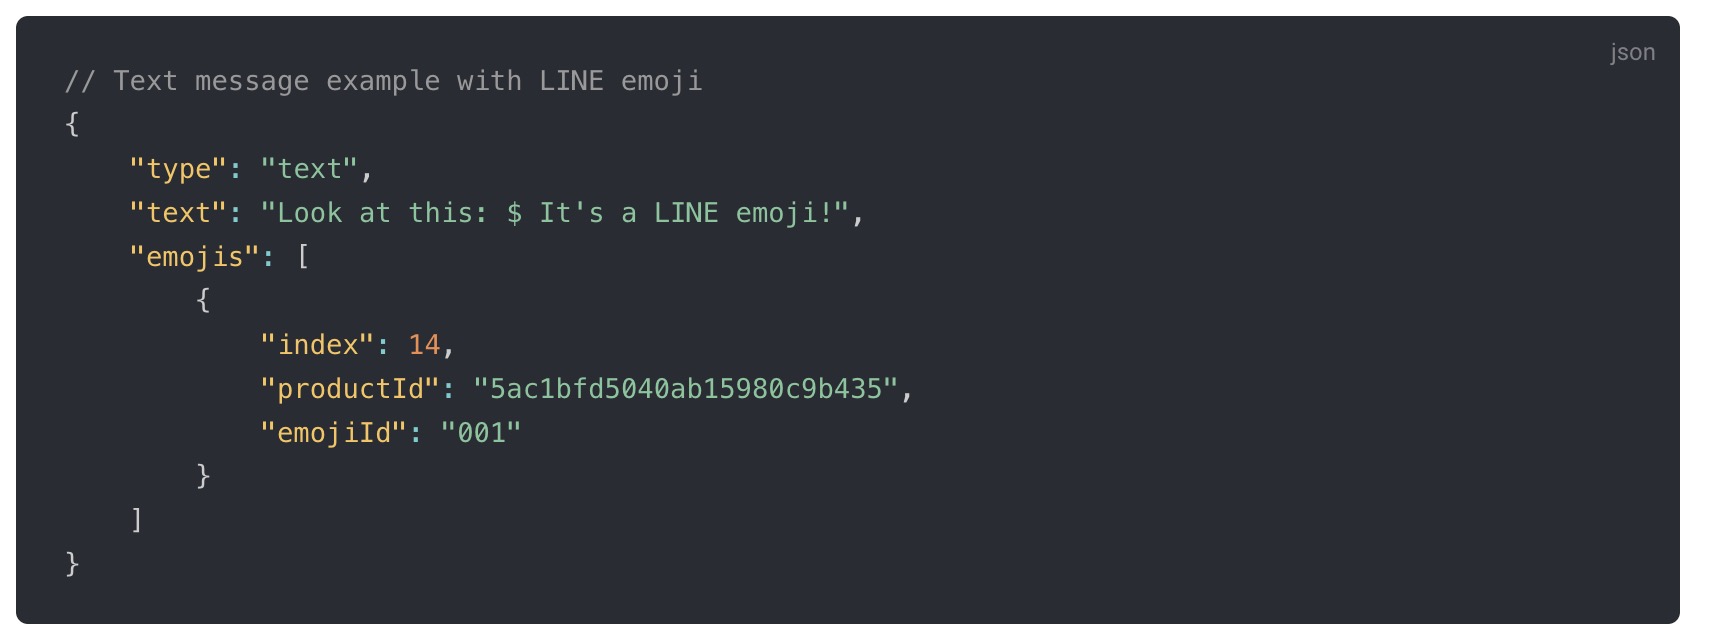 json
// Text message example with LINE emoji
{
    "type": "text",
    "text": "Look at this: $ It's a LINE emoji!",
    "emojis": [
        {
            "index": 14,
            "productId": "5ac1bfd5040ab15980c9b435",
            "emojiId": "001"
        }
    ]
}